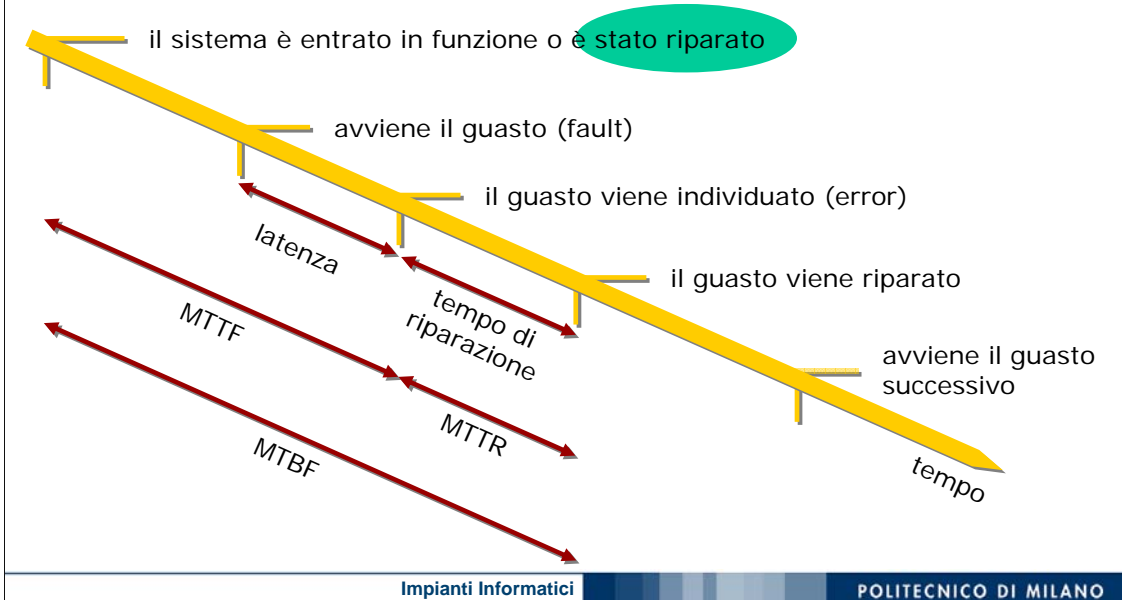 il sistema è entrato in funzione o è stato riparato
avviene il guasto (fault)
il guasto viene individuato (error)
latenza
il guasto viene riparato
MTTF
tempo di
riparazione
avviene il guasto
successivo
MTTR
MTBF
tempo
Impianti Informatici
POLITECNICO DI MILANO